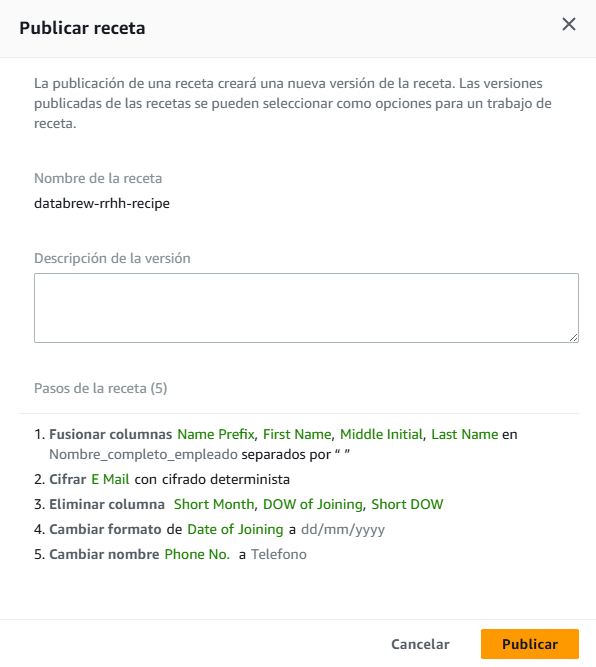 Publicar receta
La publicación de una receta creará una nueva versión de la receta. Las versiones
publicadas de las recetas se pueden seleccionar como opciones para un trabajo de
receta.
Nombre de la receta
databrew-rrhh-recipe
Descripción de la versión
Pasos de la receta (5)
1. Fusionar columnas Name Prefix, First Name, Middle Initial, Last Name en
Nombre_completo_empleado separados por “ ”
2. Cifrar E Mail con cifrado determinista
3. Eliminar columna Short Month, DOW of Joining, Short DOW
4. Cambiar formato de Date of Joining a dd/mm/yyyy
5. Cambiar nombre Phone No. a Telefono
Cancelar Publicar